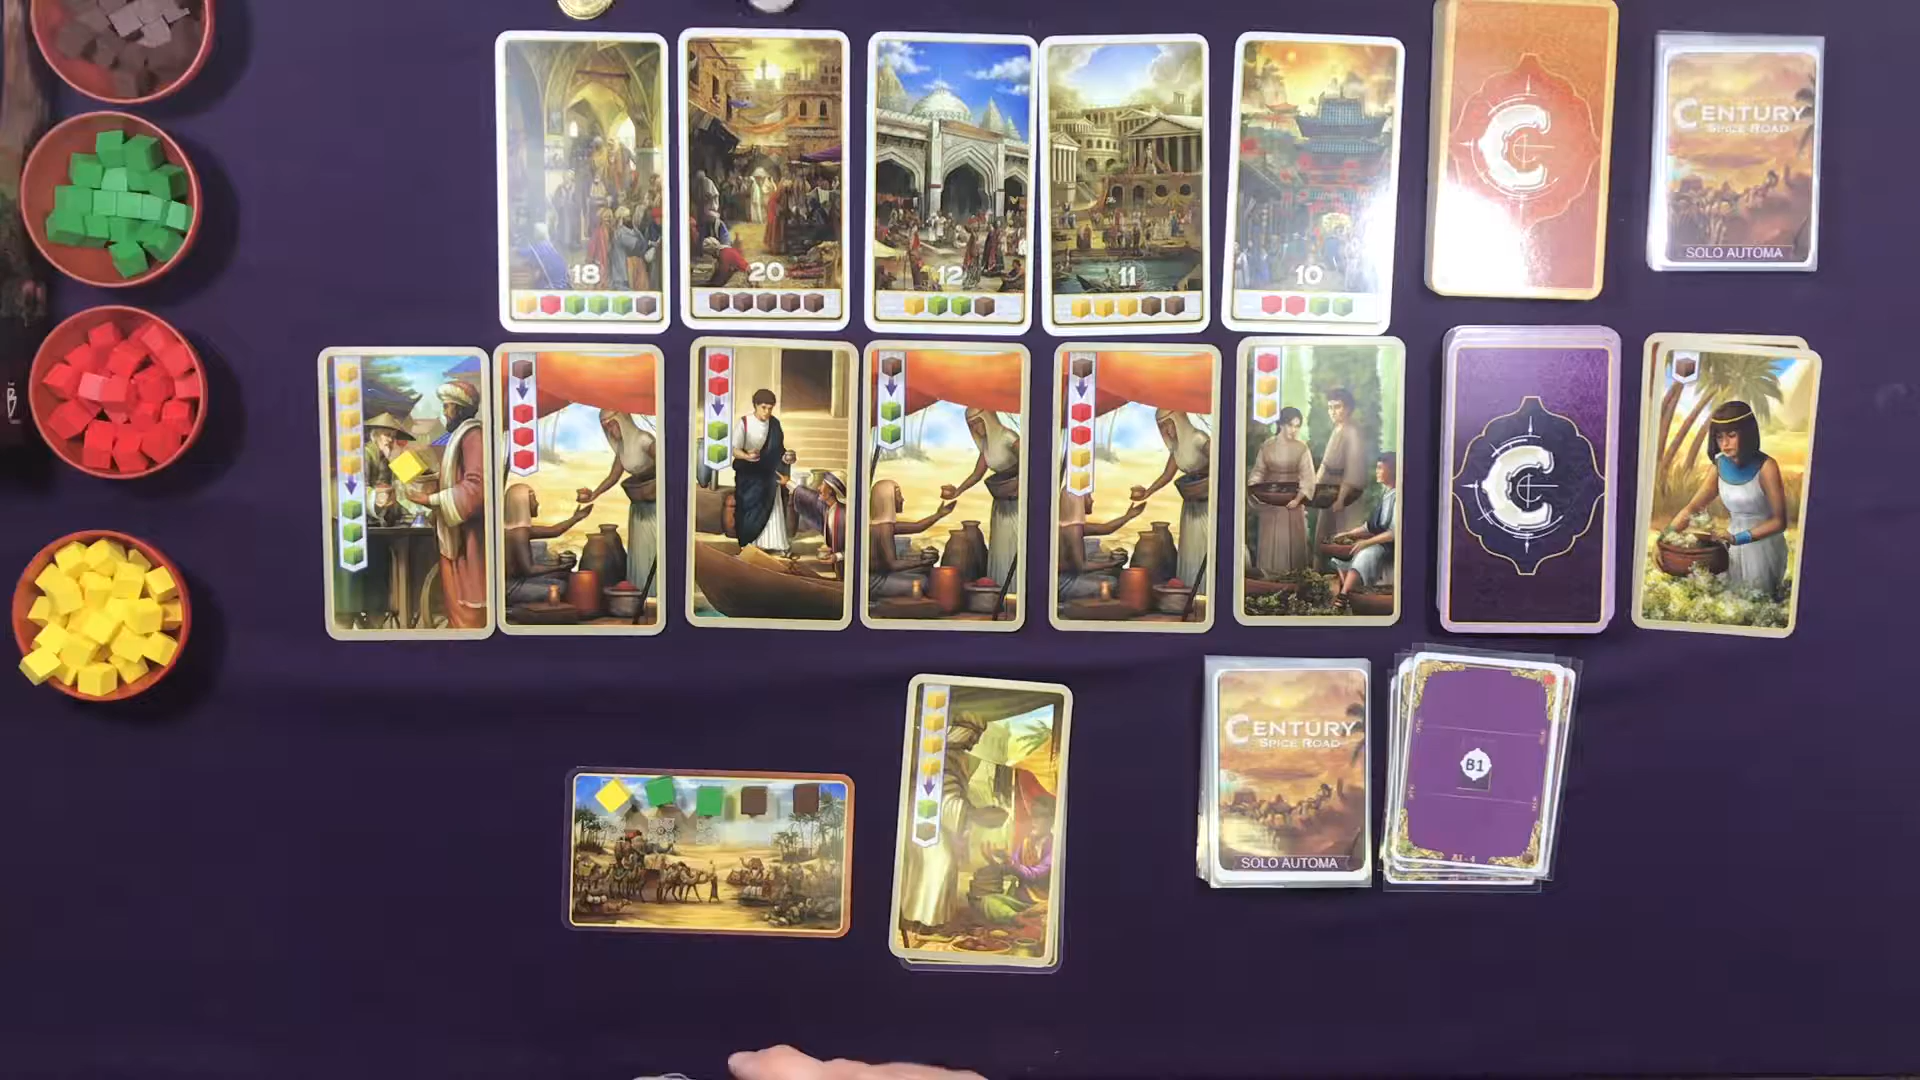 CENTURY
SPICE ROAD
SOLO AUTOMA
18
20
12
11
10
C
C
CENTURY
SPICE ROAD
SOLO AUTOMA
B1